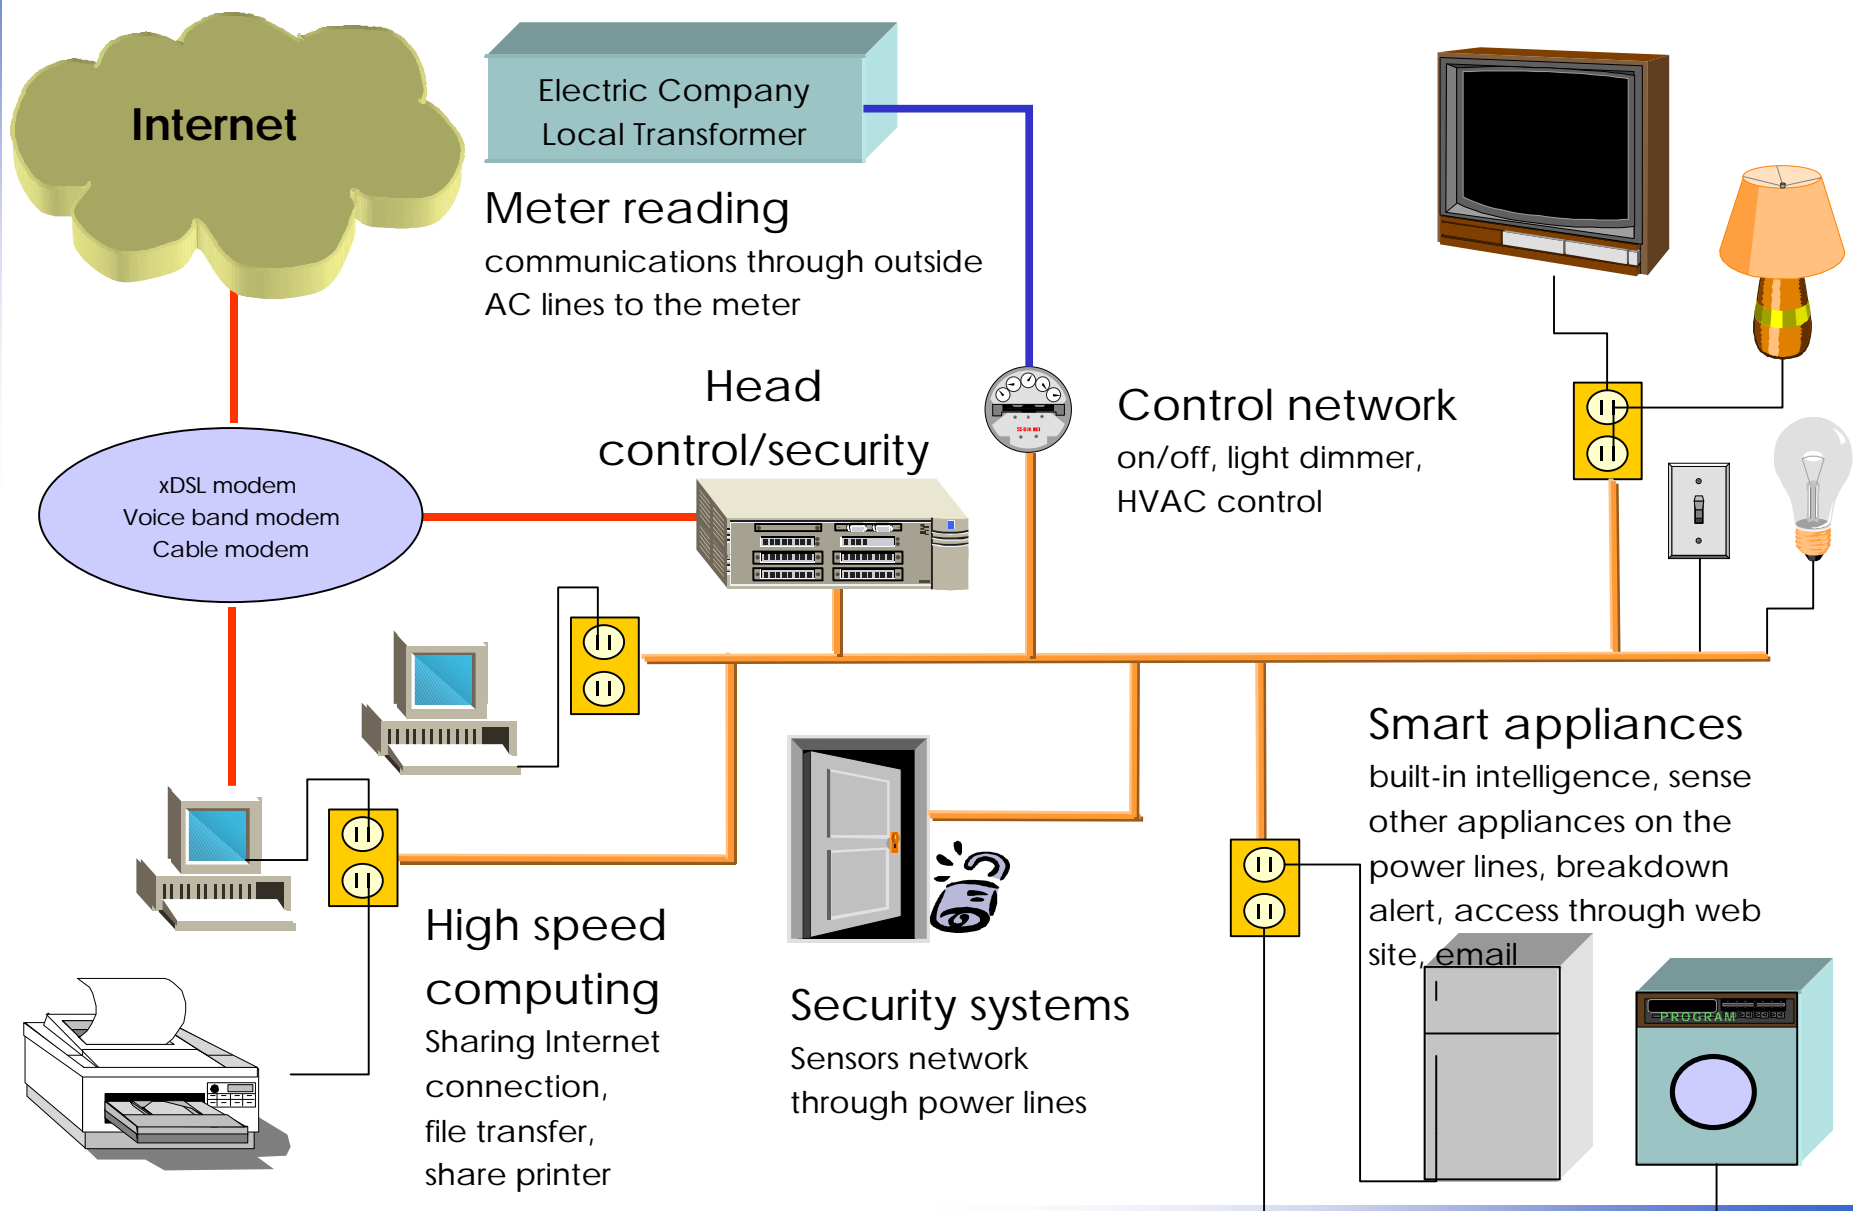 Internet
Electric Company
Local Transformer
Meter reading
communications through outside
AC lines to the meter
Head
control/security
Control network
on/off, light dimmer,
HVAC control
xDSL modem
Voice band modem
Cable modem
Smart appliances
built-in intelligence, sense
other appliances on the
power lines, breakdown
alert, access through web
site, email
High speed
computing
Sharing Internet
connection,
file transfer,
share printer
Security systems
Sensors network
through power lines
PROGRAM